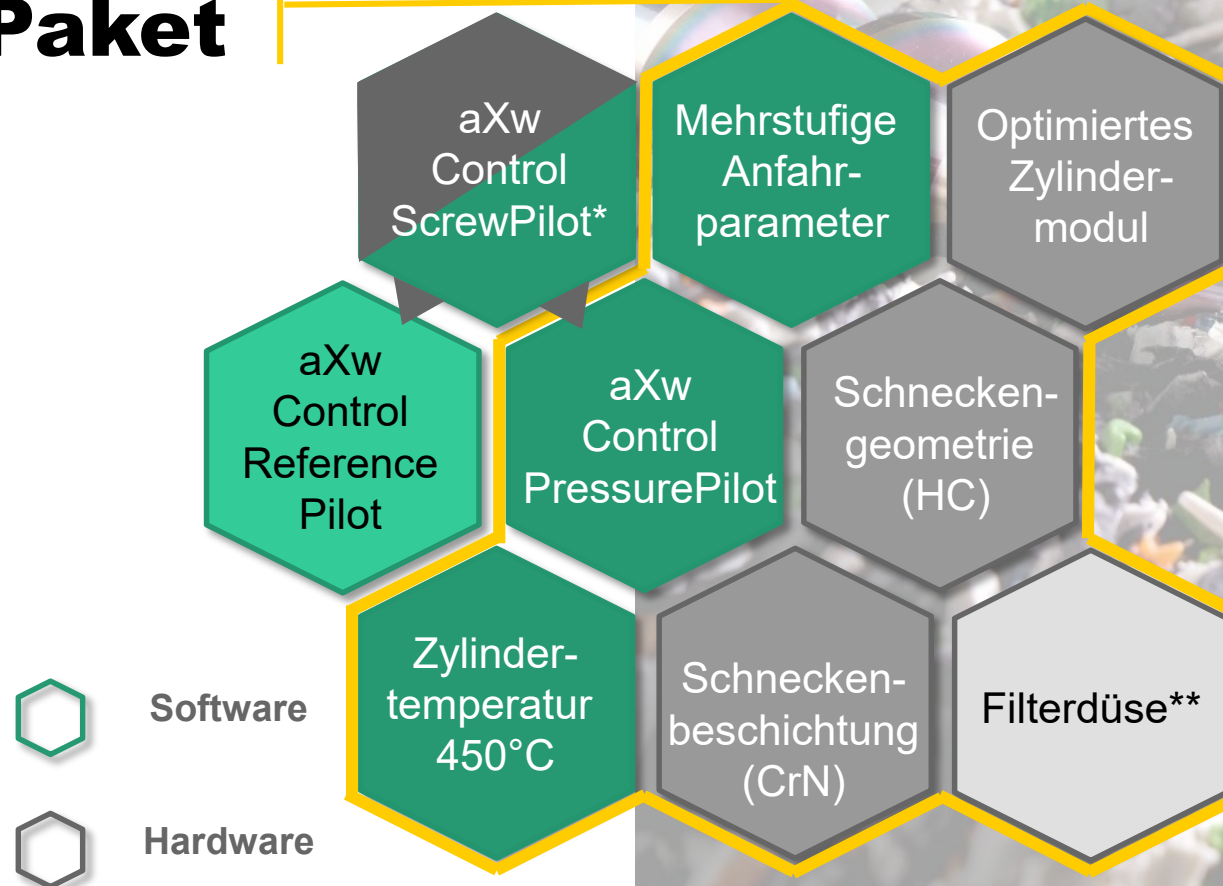 Paket
aXw
Control
ScrewPilot*
Mehrstufige
Anfahr-
parameter
Optimiertes
Zylinder-
modul
aXw
Control
Reference
Pilot
aXw
Control
PressurePilot
Schnecken-
geometrie
(HC)
Zylinder-
temperatur
450°C
Schnecken-
beschichtung
(CrN)
Filterdüse**
Software
Hardware